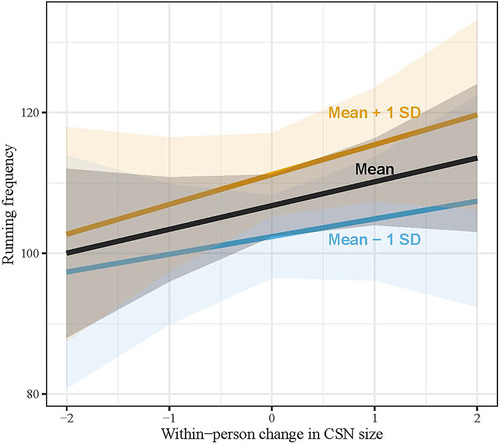 120
Mean + 1 SD
Mean
Mean − 1 SD
100
80
Running frequency
−2
−1
0
1
2
Within−person change in CSN size